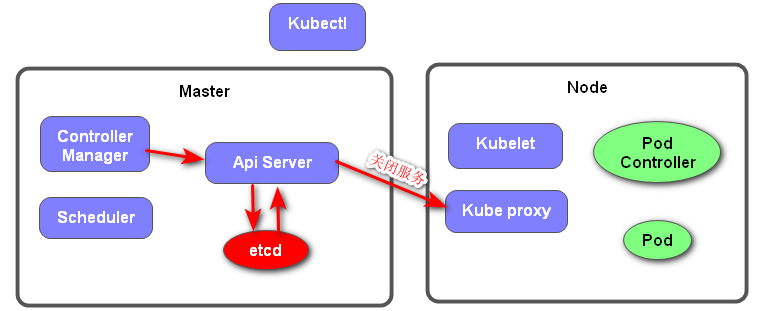 Kubectl
Master
Node
Controller
Manager
Api Server
Scheduler
etcd
关闭服务
Kubelet
Kube proxy
Pod
Controller
Pod